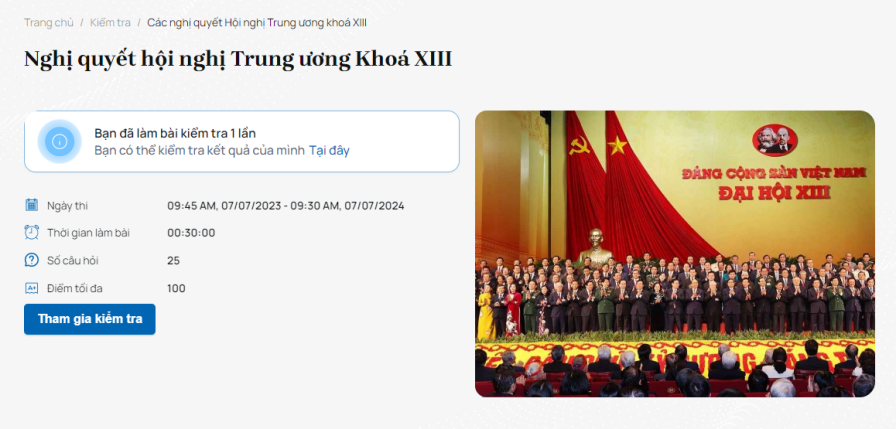 Trang chủ / Kiểm tra / Các nghị quyết Hội nghị Trung ương khoá XIII
Nghị quyết hội nghị Trung ương Khoá XIII
Bạn đã làm bài kiểm tra 1 lần
Bạn có thể kiểm tra kết quả của mình Tại đây
Ngày thi 09:45 AM, 07/07/2023 - 09:30 AM, 07/07/2024
Thời gian làm bài 00:30:00
Số câu hỏi 25
Điểm tối đa 100
Tham gia kiểm tra
ĐẢNG CỘNG SẢN VIỆT NAM
ĐẠI HỘI XIII